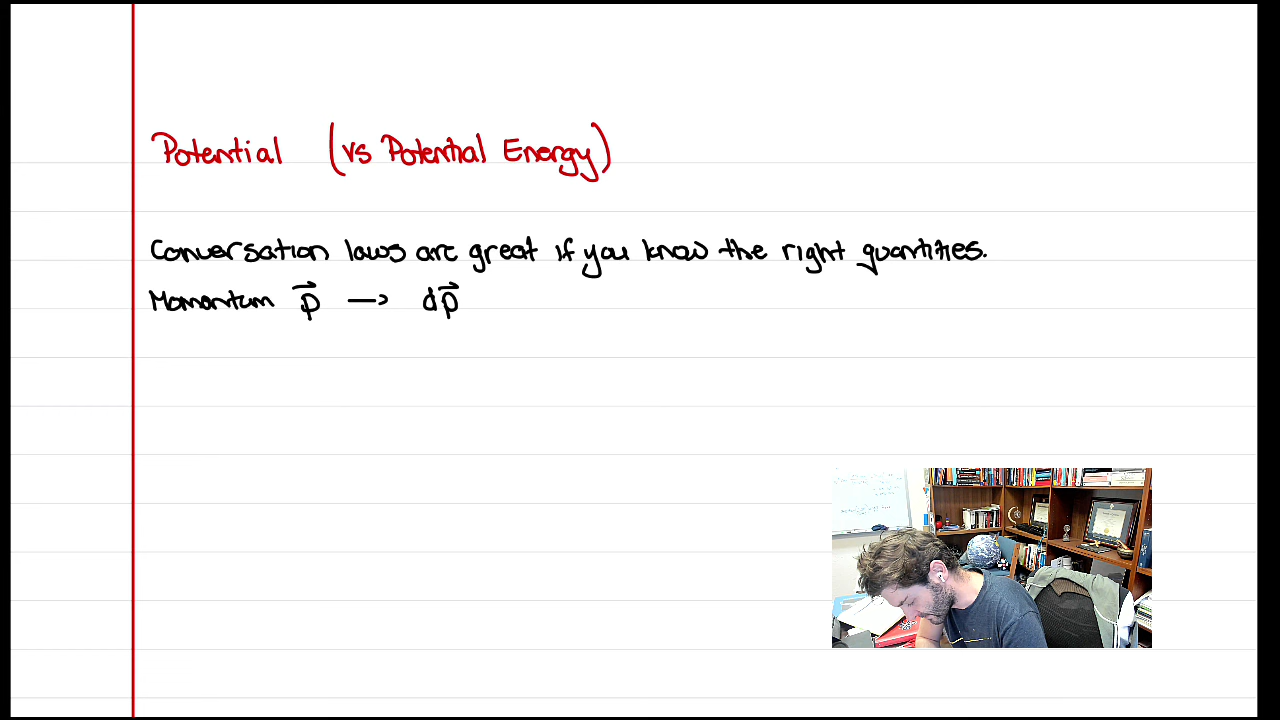 Potential (vs Potential Energy)
Conversation laws are great if you know the right quantities.
Momentum p⃗ → dp⃗